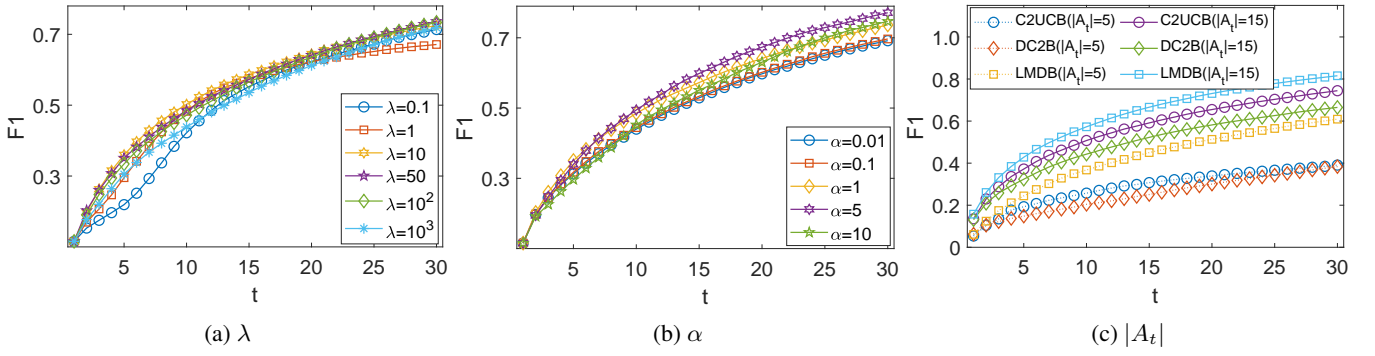 0.7
0.5
0.3
F1
5 10 15 20 25 30
t
λ=0.1
λ=1
λ=10
λ=50
λ=10²
λ=10³
(a) λ
0.7
0.5
0.3
F1
5 10 15 20 25 30
t
α=0.01
α=0.1
α=1
α=5
α=10
(b) α
1.0
0.8
0.6
0.4
0.2
0
F1
5 10 15 20 25 30
t
C2UCB(|A_t|=5) C2UCB(|A_t|=15)
DC2B(|A_t|=5) DC2B(|A_t|=15)
LMDB(|A_t|=5) LMDB(|A_t|=15)
(c) |A_t|